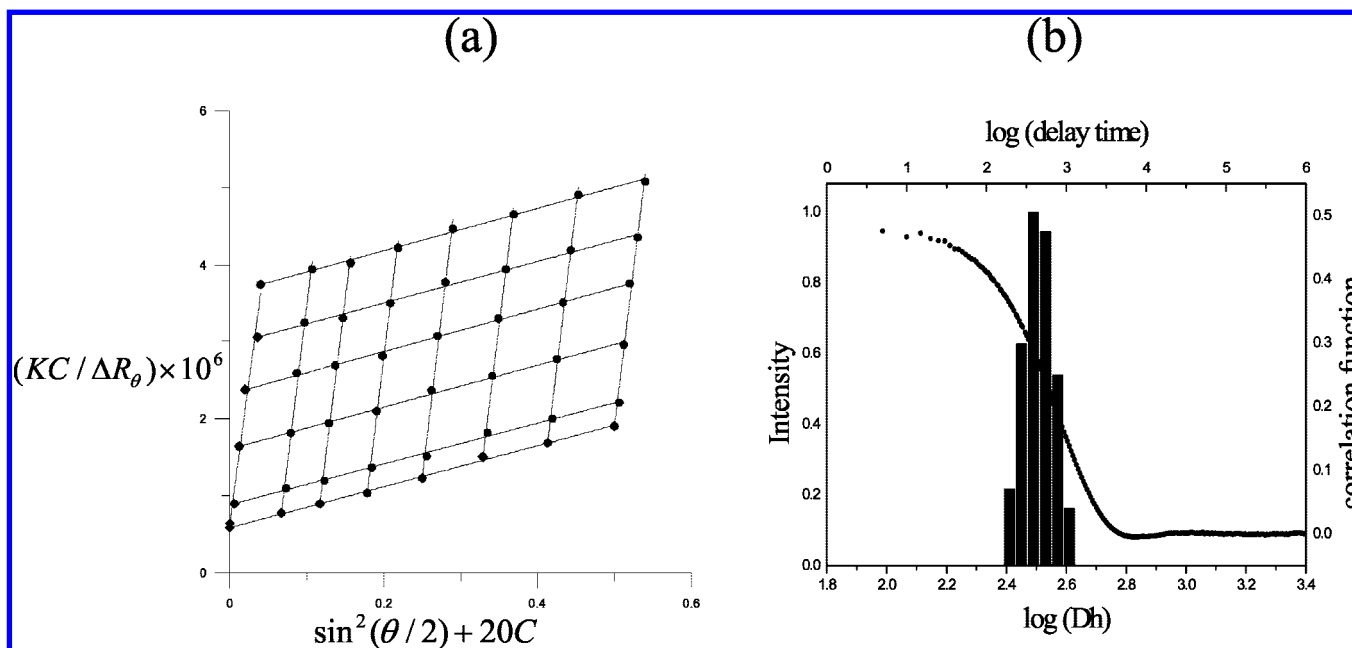 (a)
(b)
6
4
2
0
(KC / ΔR_θ)×10^6
0
0.2
0.4
0.6
sin^2 (θ / 2) + 20C
log (delay time)
0 1 2 3 4 5 6
1.0
0.8
0.6
0.4
0.2
0.0
Intensity
0.5
0.4
0.3
0.2
0.1
0.0
correlation function
1.8 2.0 2.2 2.4 2.6 2.8 3.0 3.2 3.4
log (Dh)